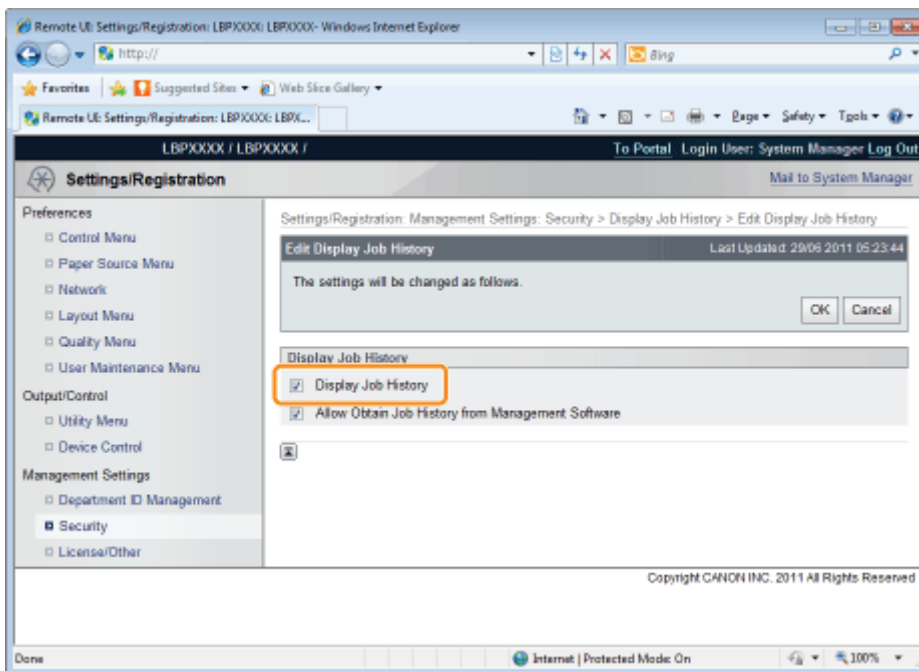 Remote UI: Settings/Registration: LBPXXXX: LBPXXXX- Windows Internet Explorer
http://
Bing
Favorites Suggested Sites Web Slice Gallery
Remote UI: Settings/Registration: LBPXXXX: LBPX... Page Safety Tools
LBPXXXX / LBPXXXX / To Portal Login User: System Manager Log Out
Settings/Registration Mail to System Manager
Preferences
Control Menu
Paper Source Menu
Network
Layout Menu
Quality Menu
User Maintenance Menu
Output/Control
Utility Menu
Device Control
Management Settings
Department ID Management
Security
License/Other
Settings/Registration: Management Settings: Security > Display Job History > Edit Display Job History
Edit Display Job History Last Updated: 29/06 2011 05:23:44
The settings will be changed as follows.
OK Cancel
Display Job History
Display Job History
Allow Obtain Job History from Management Software
Copyright CANON INC. 2011 All Rights Reserved
Done Internet | Protected Mode: On 100%